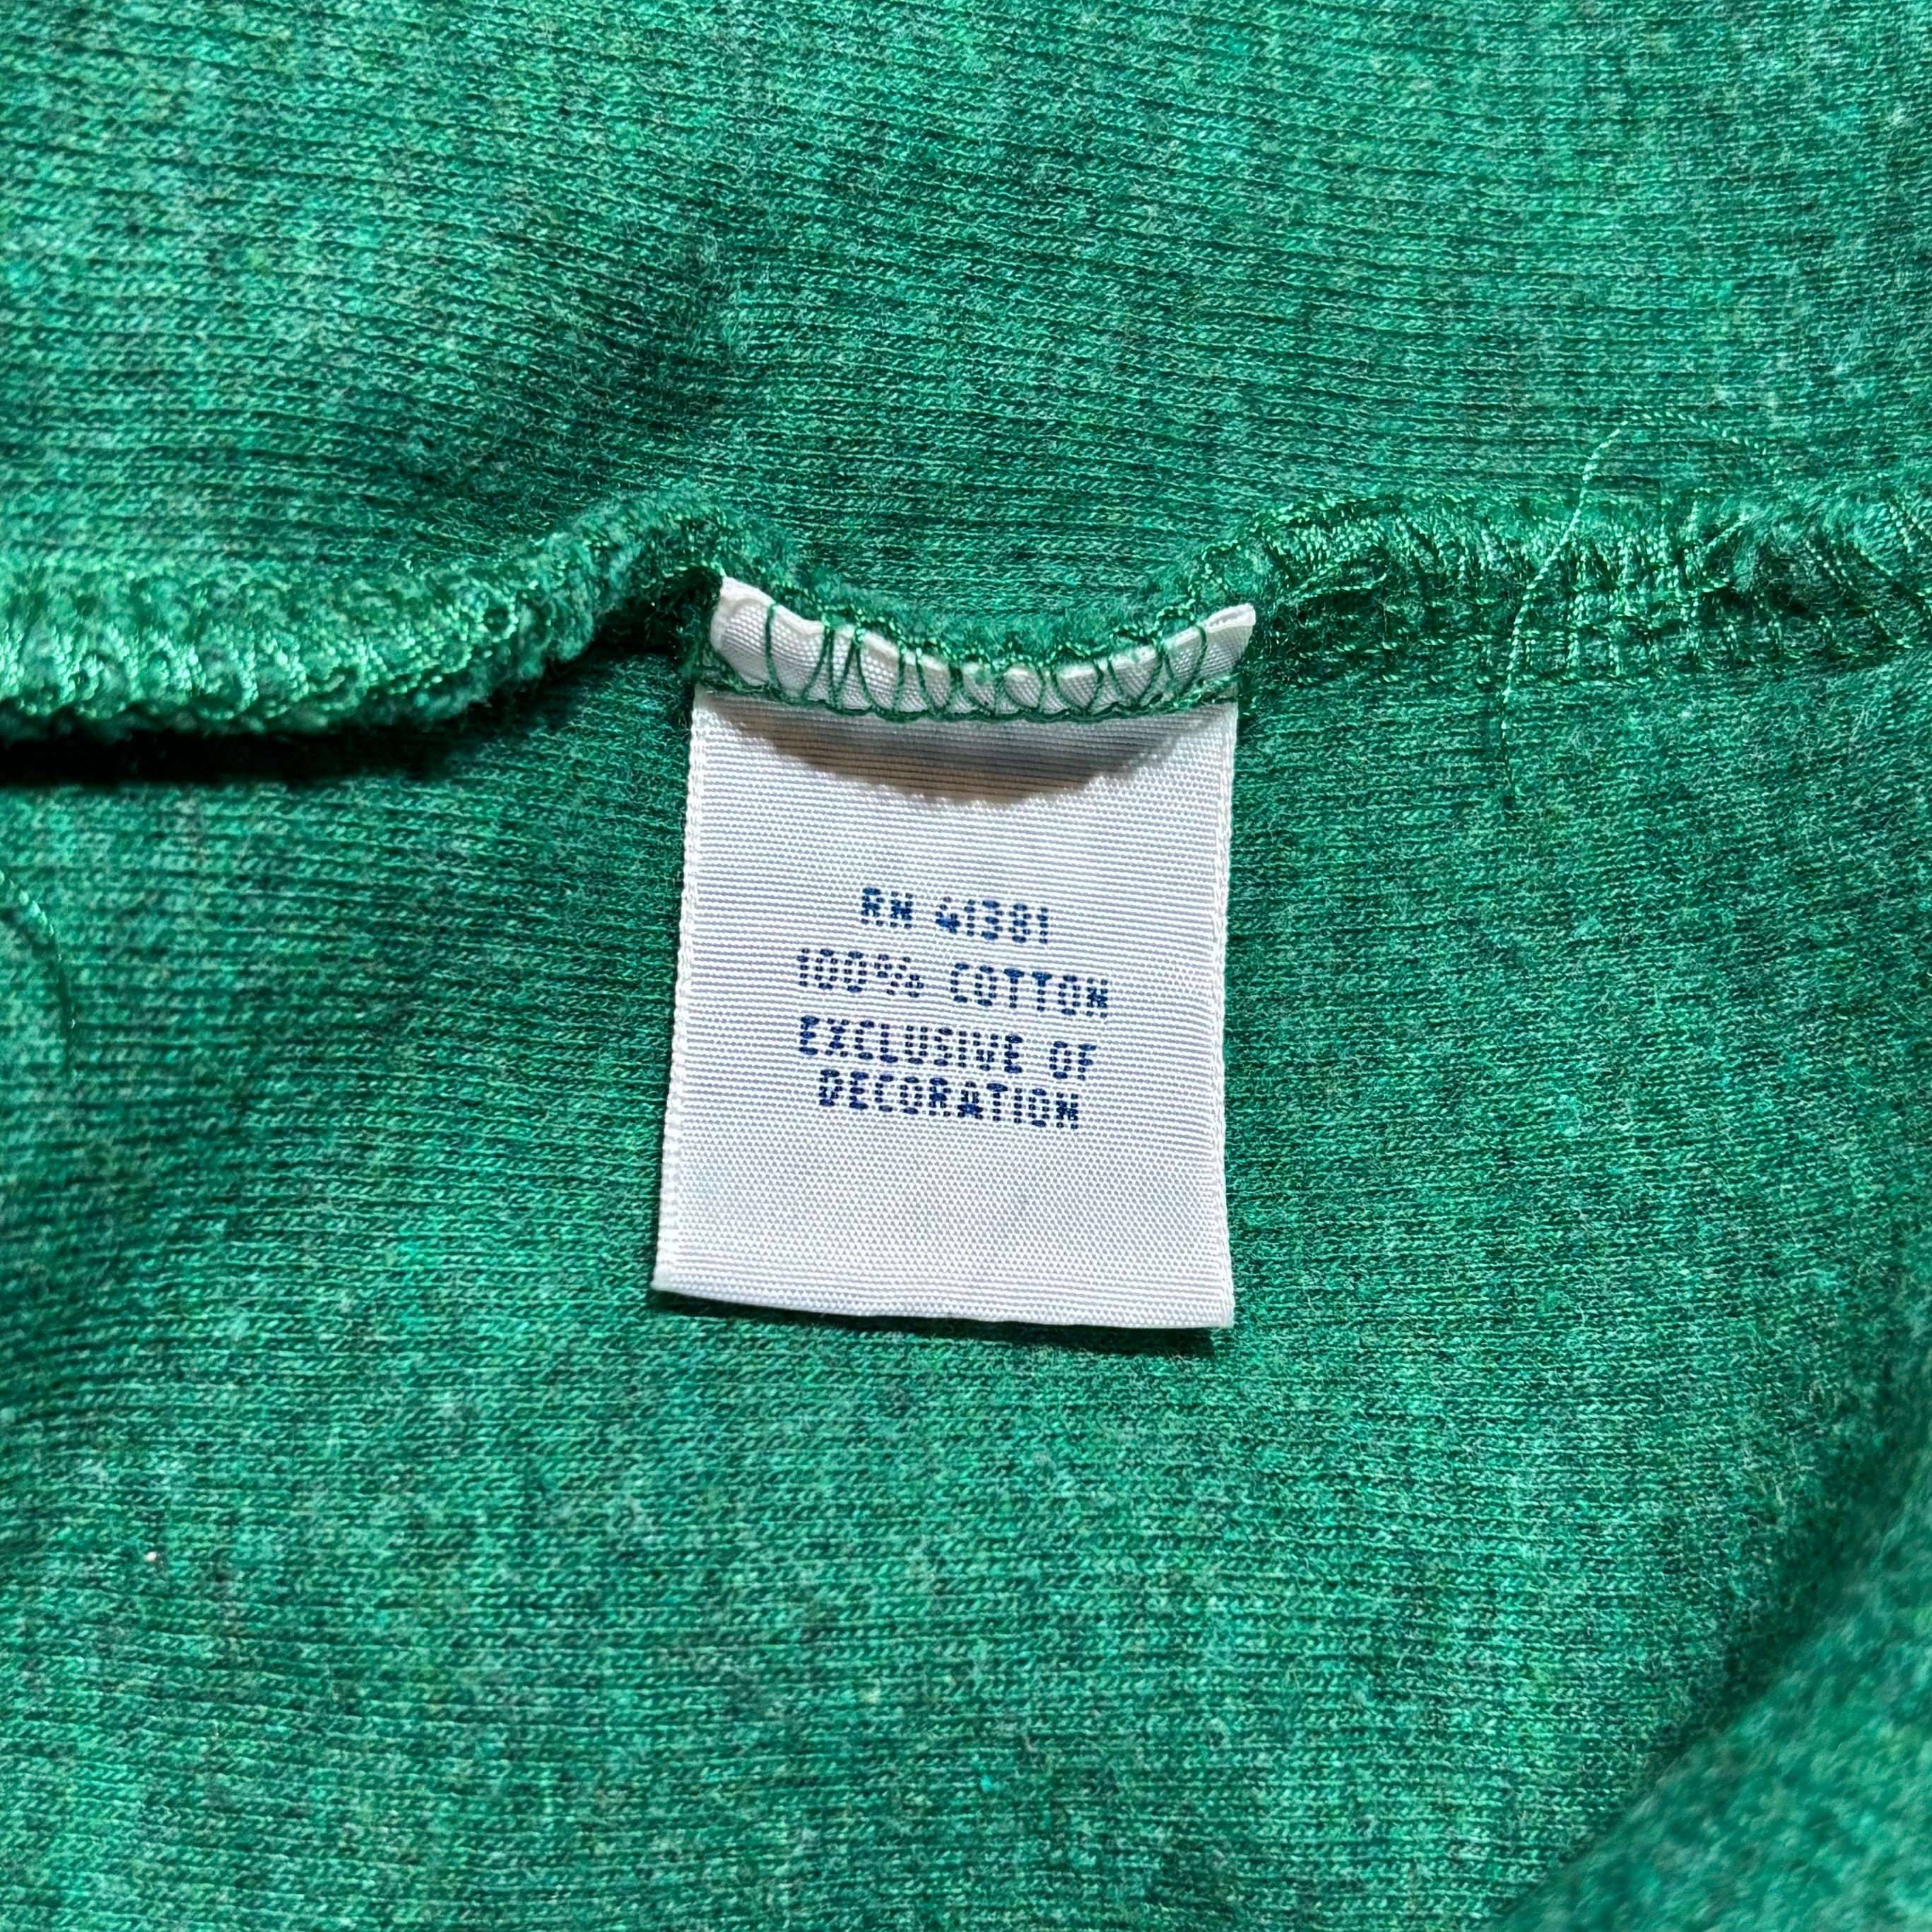 RN 41381
100% COTTON
EXCLUSIVE OF
DECORATION